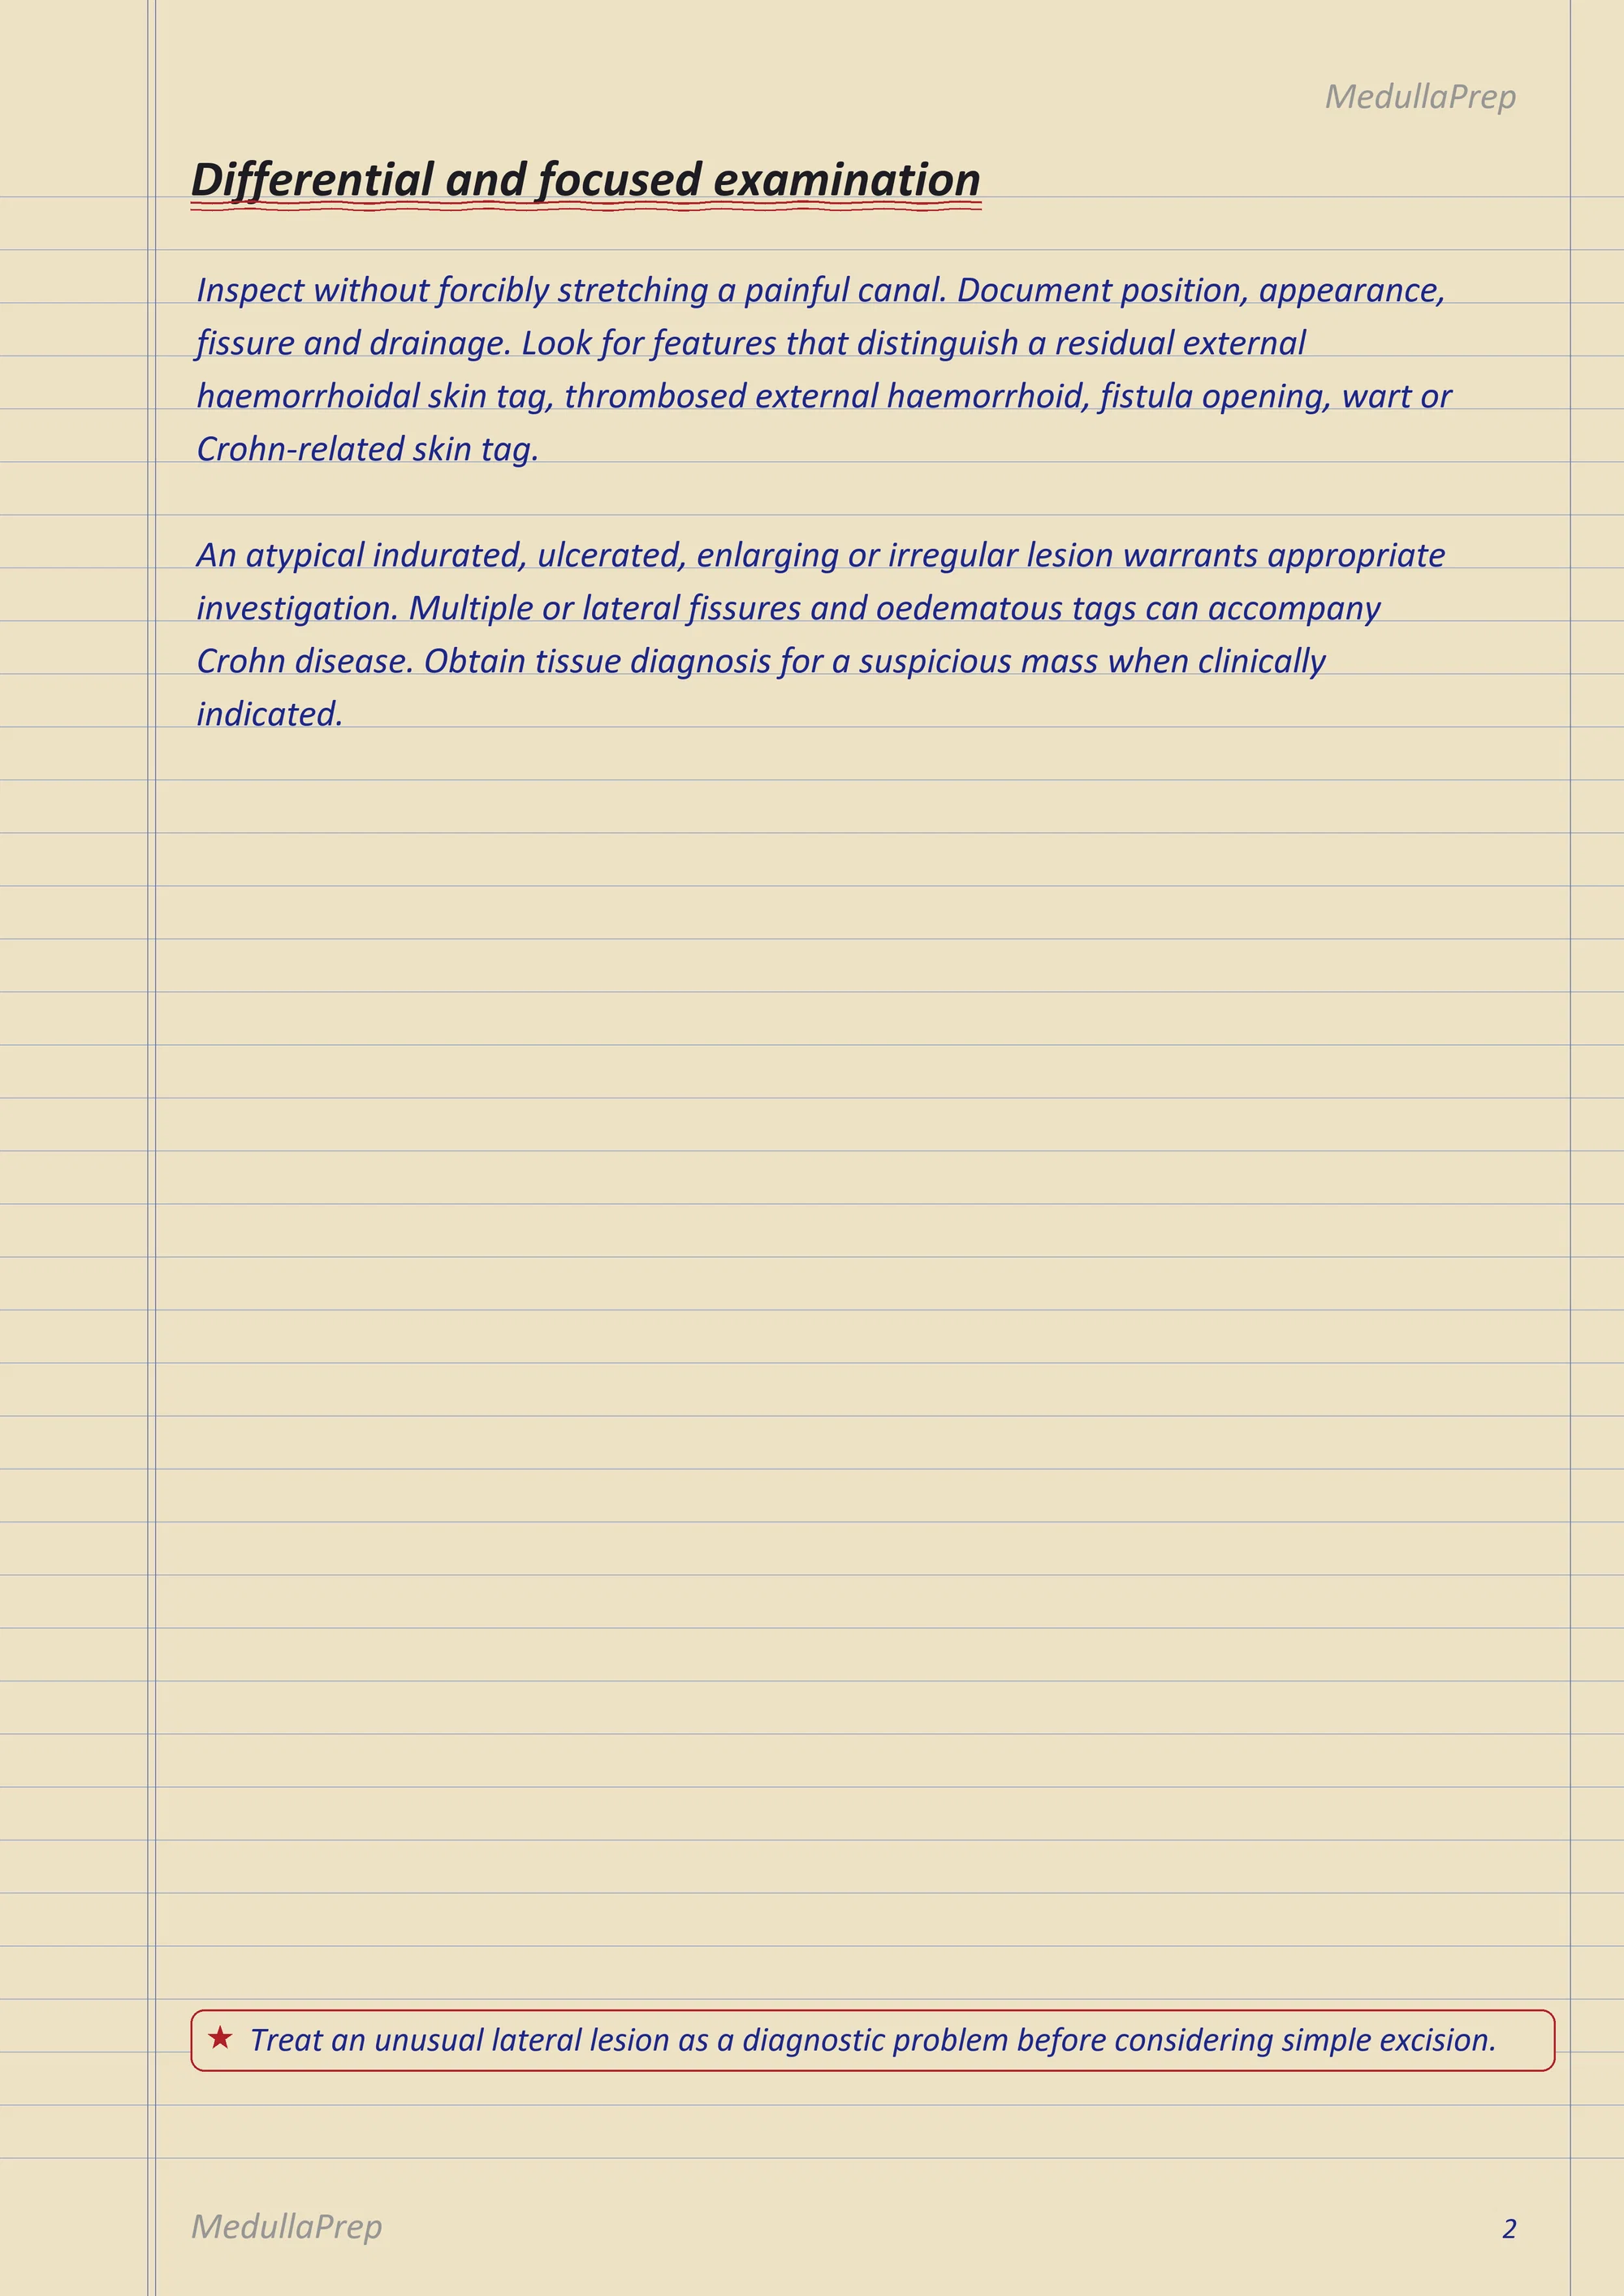 MedullaPrep
Differential and focused examination
Inspect without forcibly stretching a painful canal. Document position, appearance,
fissure and drainage. Look for features that distinguish a residual external
haemorrhoidal skin tag, thrombosed external haemorrhoid, fistula opening, wart or
Crohn-related skin tag.
An atypical indurated, ulcerated, enlarging or irregular lesion warrants appropriate
investigation. Multiple or lateral fissures and oedematous tags can accompany
Crohn disease. Obtain tissue diagnosis for a suspicious mass when clinically
indicated.
★ Treat an unusual lateral lesion as a diagnostic problem before considering simple excision.
MedullaPrep
2